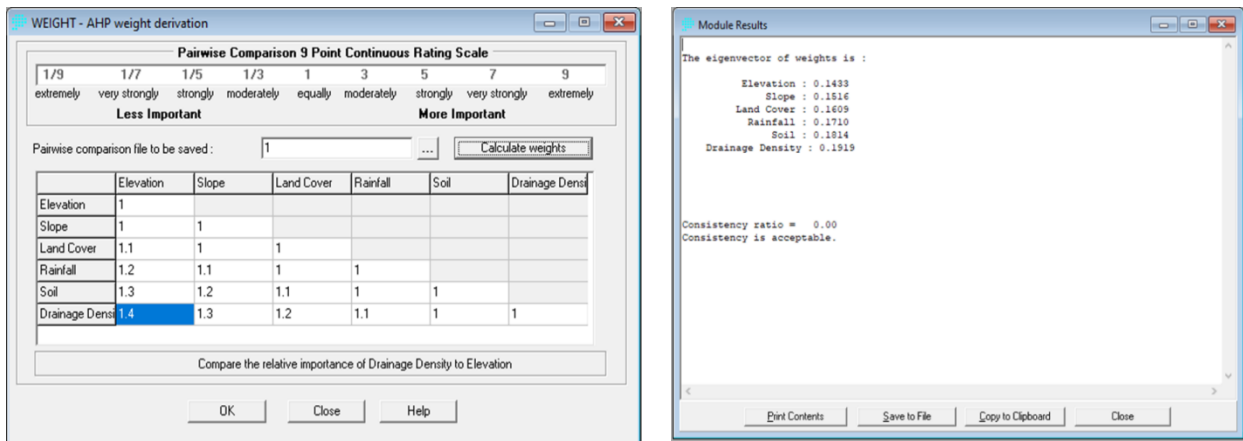 WEIGHT - AHP weight derivation
Pairwise Comparison 9 Point Continuous Rating Scale
1/9 1/7 1/5 1/3 1 3 5 7 9
extremely very strongly strongly moderately equally moderately strongly very strongly extremely
Less Important More Important
Pairwise comparison file to be saved : 1 ... Calculate weights
Elevation Slope Land Cover Rainfall Soil Drainage Densi
Elevation 1
Slope 1 1
Land Cover 1.1 1 1
Rainfall 1.2 1.1 1 1
Soil 1.3 1.2 1.1 1 1
Drainage Densi 1.4 1.3 1.2 1.1 1 1
Compare the relative importance of Drainage Density to Elevation
OK Close Help
Module Results
The eigenvector of weights is :
Elevation : 0.1433
Slope : 0.1516
Land Cover : 0.1609
Rainfall : 0.1710
Soil : 0.1814
Drainage Density : 0.1919
Consistency ratio = 0.00
Consistency is acceptable.
Print Contents Save to File Copy to Clipboard Close